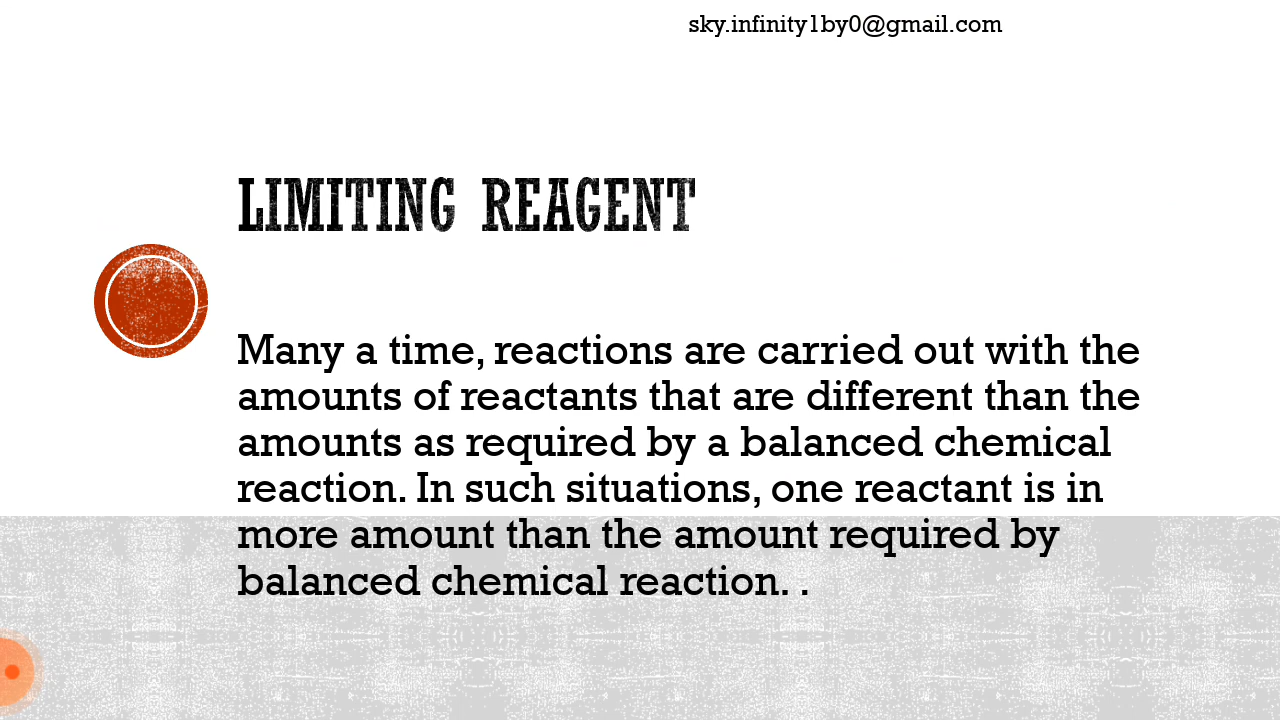 sky.infinity1by0@gmail.com
LIMITING REAGENT
Many a time, reactions are carried out with the
amounts of reactants that are different than the
amounts as required by a balanced chemical
reaction. In such situations, one reactant is in
more amount than the amount required by
balanced chemical reaction. .